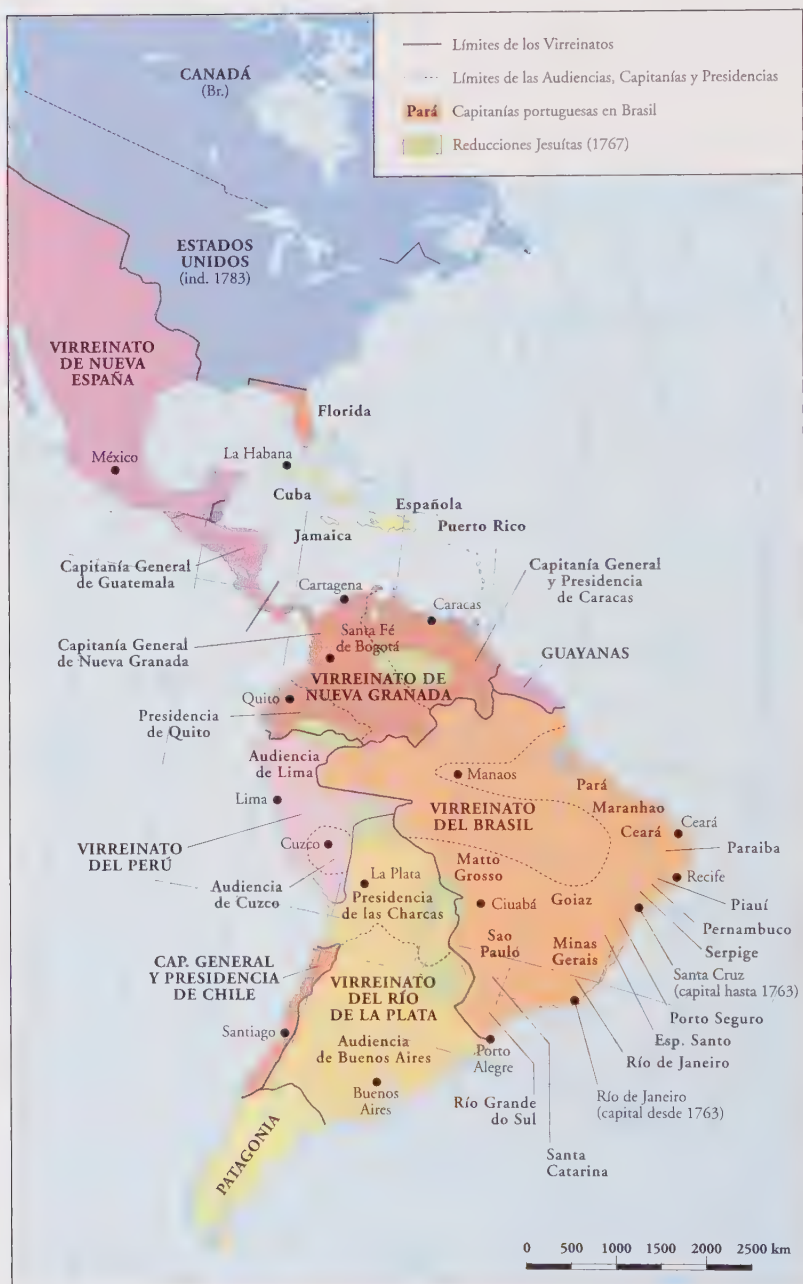 Límites de los Virreinatos
Límites de las Audiencias, Capitanías y Presidencias
Pará Capitanías portuguesas en Brasil
Reducciones Jesuítas (1767)
CANADÁ
(Br.)
ESTADOS
UNIDOS
(ind. 1783)
VIRREINATO
DE NUEVA
ESPAÑA
Florida
México
La Habana
Cuba
Española
Jamaica
Puerto Rico
Capitanía General
de Guatemala
Capitanía General
y Presidencia
de Caracas
Cartagena
Caracas
Capitanía General
de Nueva Granada
Santa Fé
de Bogotá
GUAYANAS
VIRREINATO DE
NUEVA GRAÑADA
Quito
Presidencia
de Quito
Audiencia
de Lima
Manaos
Pará
Lima
Maranhao
VIRREINATO
DEL BRASIL
Ceará
Ceará
VIRREINATO
DEL PERÚ
Cuzco
Paraiba
Matto
Grosso
La Plata
Recife
Audiencia
de Cuzco
Presidencia
de las Charcas
Ciuabá
Goiaz
Piauí
Pernambuco
Sao
Pauló
Minas
Gerais
Serpige
CAP. GENERAL
Y PRESIDENCIA
DE CHILE
VIRREINATO
DEL RÍO
DE LA PLATA
Santa Cruz
(capital hasta 1763)
Porto Seguro
Santiago
Audiencia
de Buenos Aires
Porto
Alegre
Esp. Santo
Río de Janeiro
Buenos
Aires
Río Grande
do Sul
Río de Janeiro
(capital desde 1763)
PATAGONIA
Santa
Catarina
0 500 1000 1500 2000 2500 km